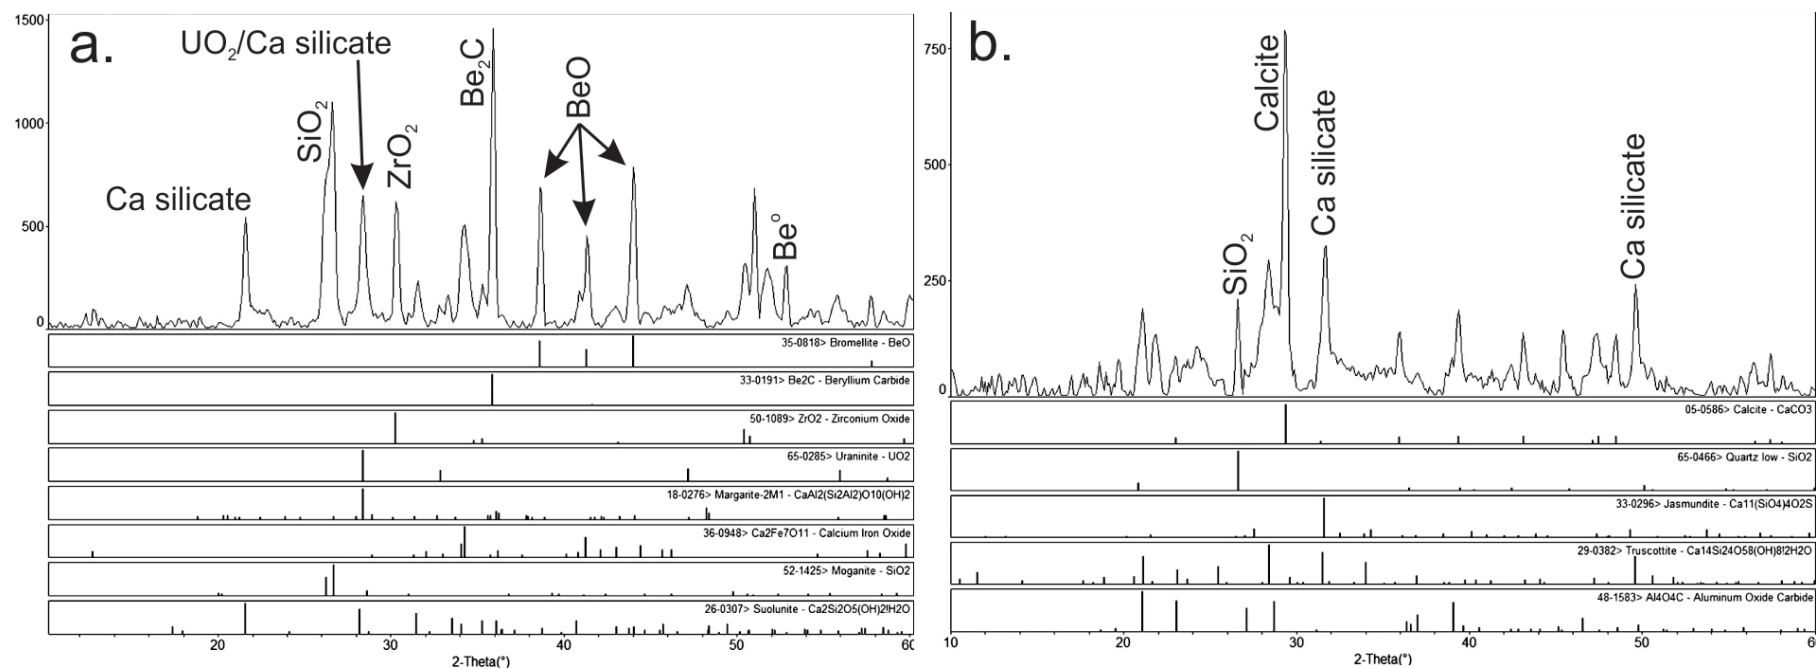 a.
UO2/Ca silicate
SiO2
ZrO2
Be2C
BeO
Ca silicate
Beo
1500
1000
500
0
35-0818> Bromellite - BeO
33-0191> Be2C - Beryllium Carbide
50-1089> ZrO2 - Zirconium Oxide
65-0285> Uraninite - UO2
18-0276> Margarite-2M1 - CaAl2(Si2Al2)O10(OH)2
36-0948> Ca2Fe7O11 - Calcium Iron Oxide
52-1425> Moganite - SiO2
26-0307> Suolunite - Ca2Si2O5(OH)2!H2O
20 30 40 50
2-Theta(°)
b.
Calcite
Ca silicate
SiO2
Ca silicate
750
500
250
0
05-0586> Calcite - CaCO3
65-0466> Quartz low - SiO2
33-0296> Jasmundite - Ca11(SiO4)4O2S
29-0382> Truscottite - Ca14Si24O58(OH)8!2H2O
48-1583> Al4O4C - Aluminum Oxide Carbide
10 20 30 40 50
2-Theta(°)